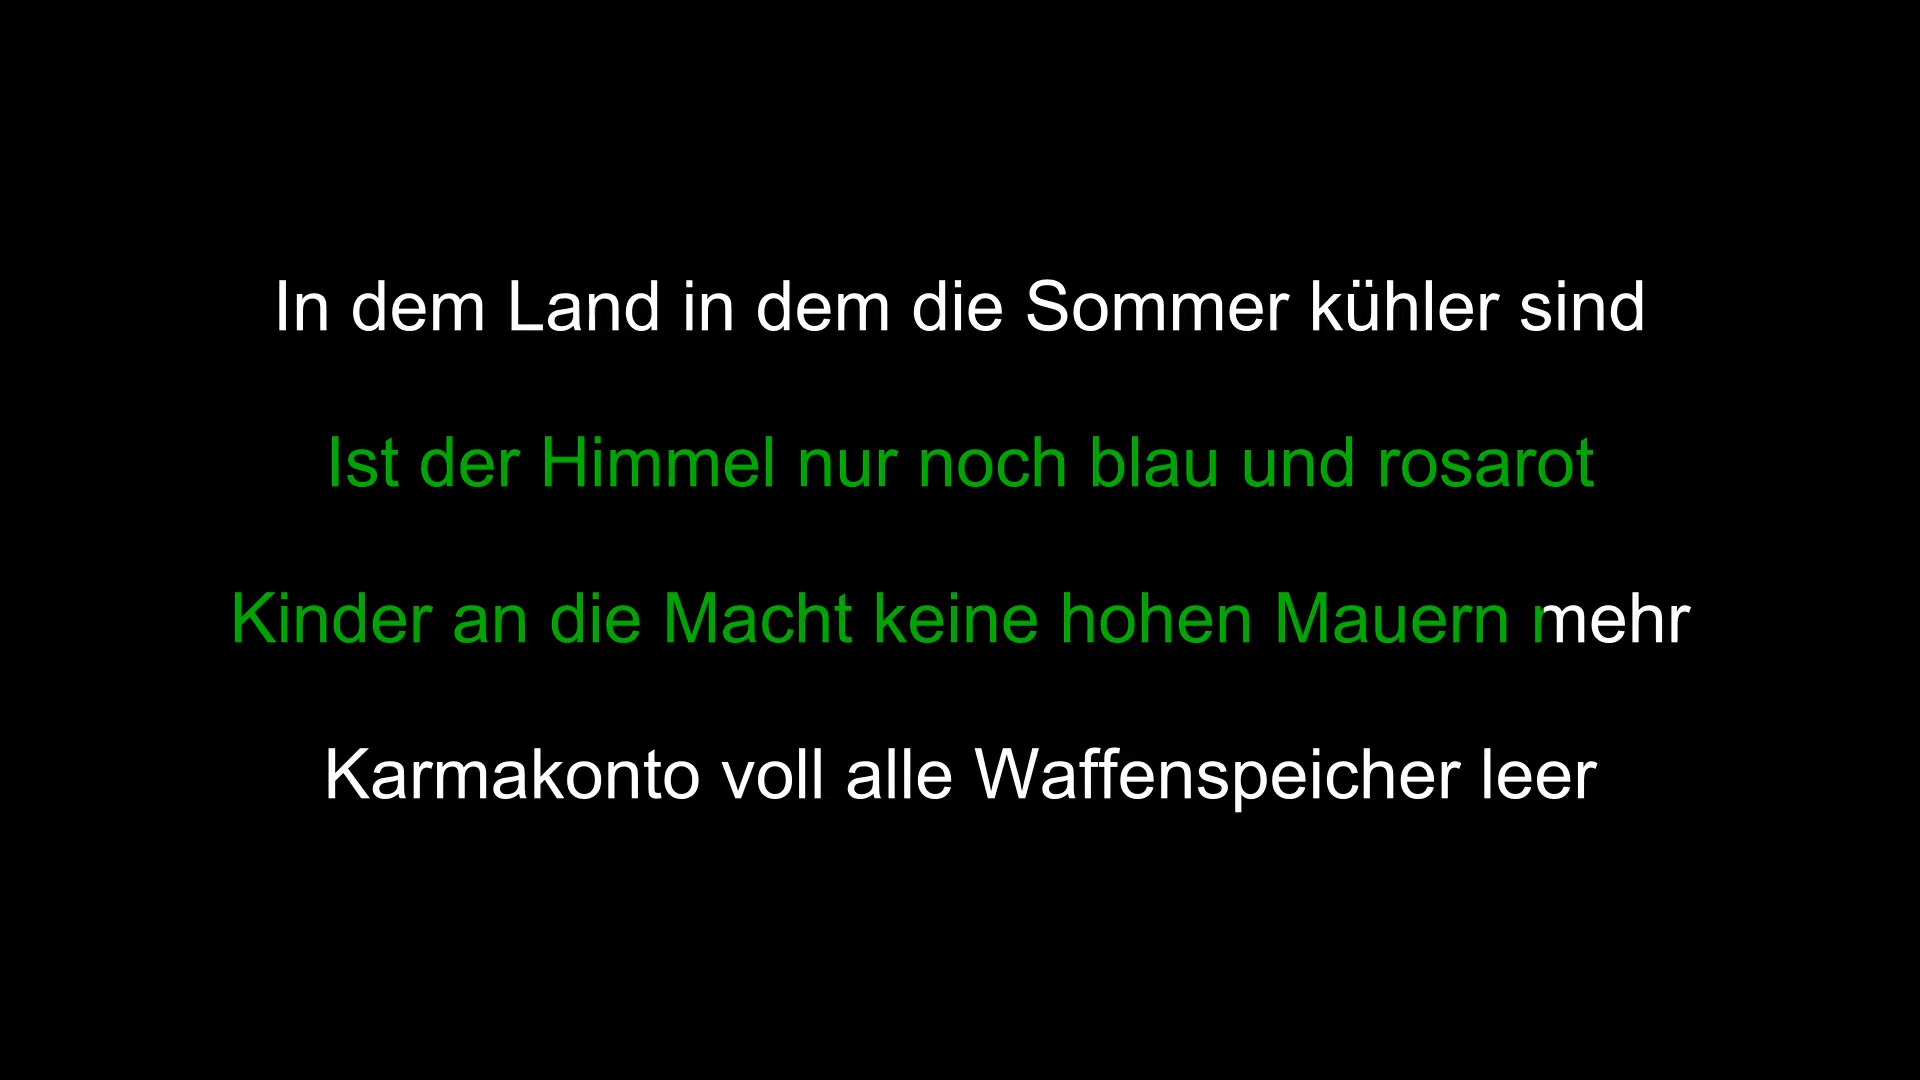 In dem Land in dem die Sommer kühler sind
Ist der Himmel nur noch blau und rosarot
Kinder an die Macht keine hohen Mauern mehr
Karmakonto voll alle Waffenspeicher leer